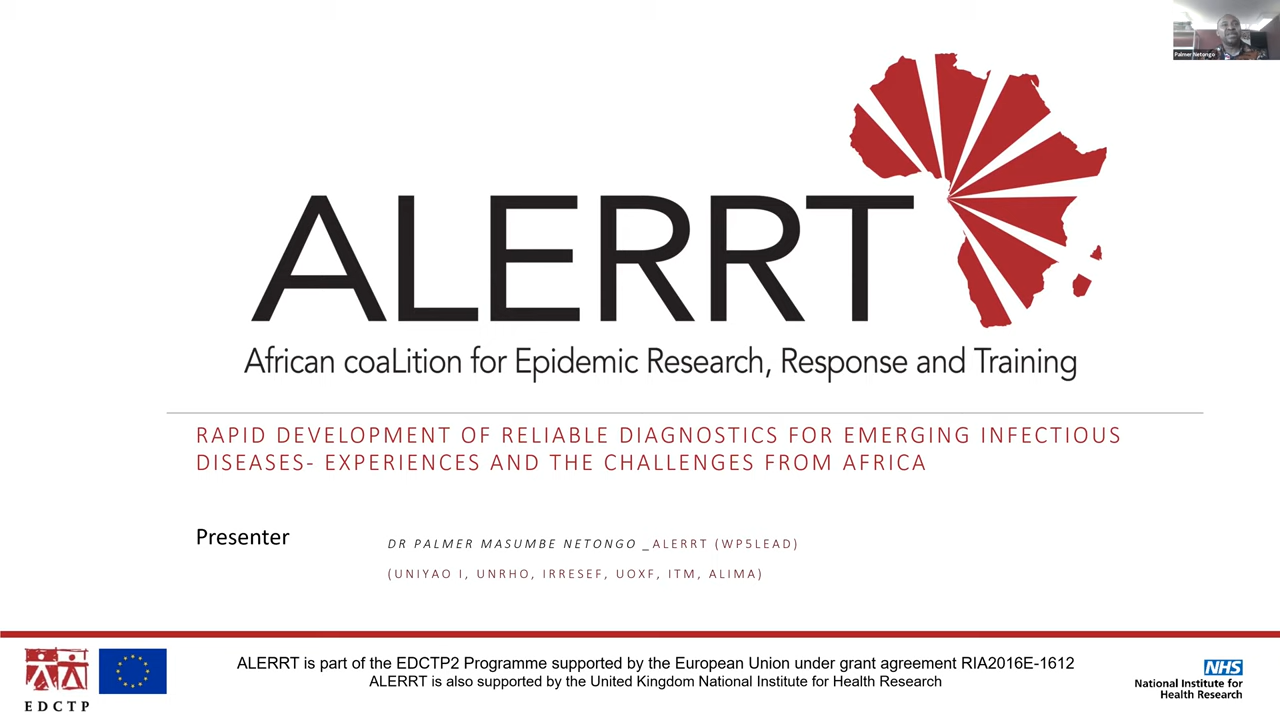 Palmer Netongo
ALERRT
African coaLition for Epidemic Research, Response and Training
RAPID DEVELOPMENT OF RELIABLE DIAGNOSTICS FOR EMERGING INFECTIOUS
DISEASES- EXPERIENCES AND THE CHALLENGES FROM AFRICA
Presenter
DR PALMER MASUMBE NETONGO _ALERRT (WP5LEAD)
(UNIYAO I, UNRHO, IRRESEF, UOXF, ITM, ALIMA)
EDCTP
ALERRT is part of the EDCTP2 Programme supported by the European Union under grant agreement RIA2016E-1612
ALERRT is also supported by the United Kingdom National Institute for Health Research
NHS
National Institute for
Health Research